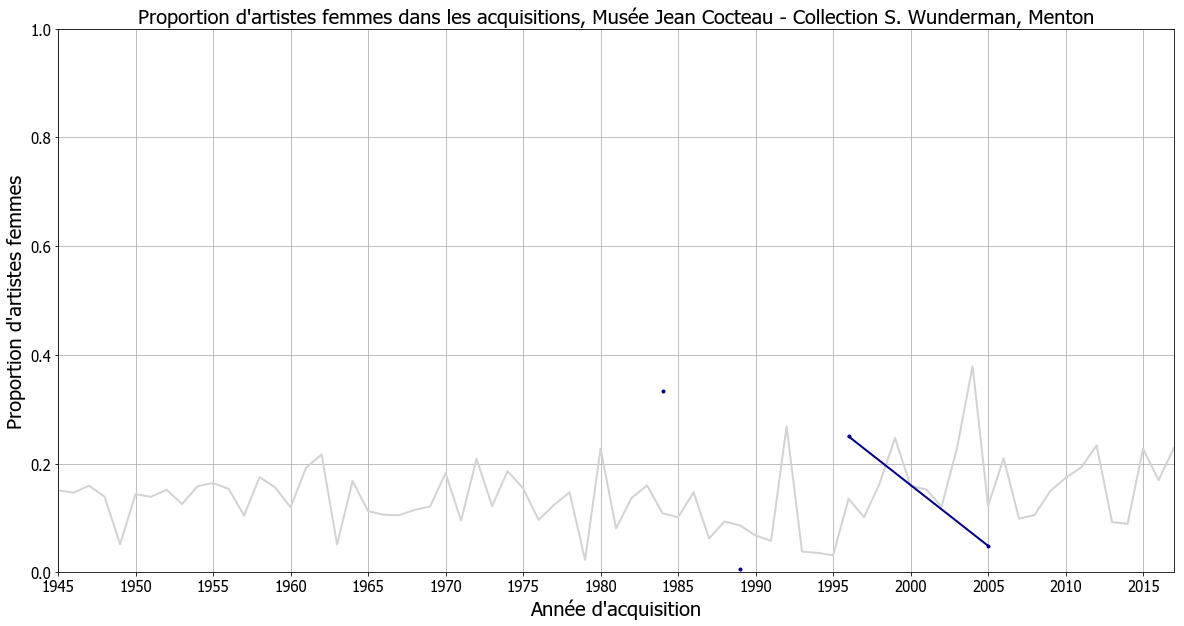 Proportion d'artistes femmes dans les acquisitions, Musée Jean Cocteau - Collection S. Wunderman, Menton
1.0
0.8
0.6
0.4
0.2
0.0
Proportion d'artistes femmes
1945 1950 1955 1960 1965 1970 1975 1980 1985 1990 1995 2000 2005 2010 2015
Année d'acquisition